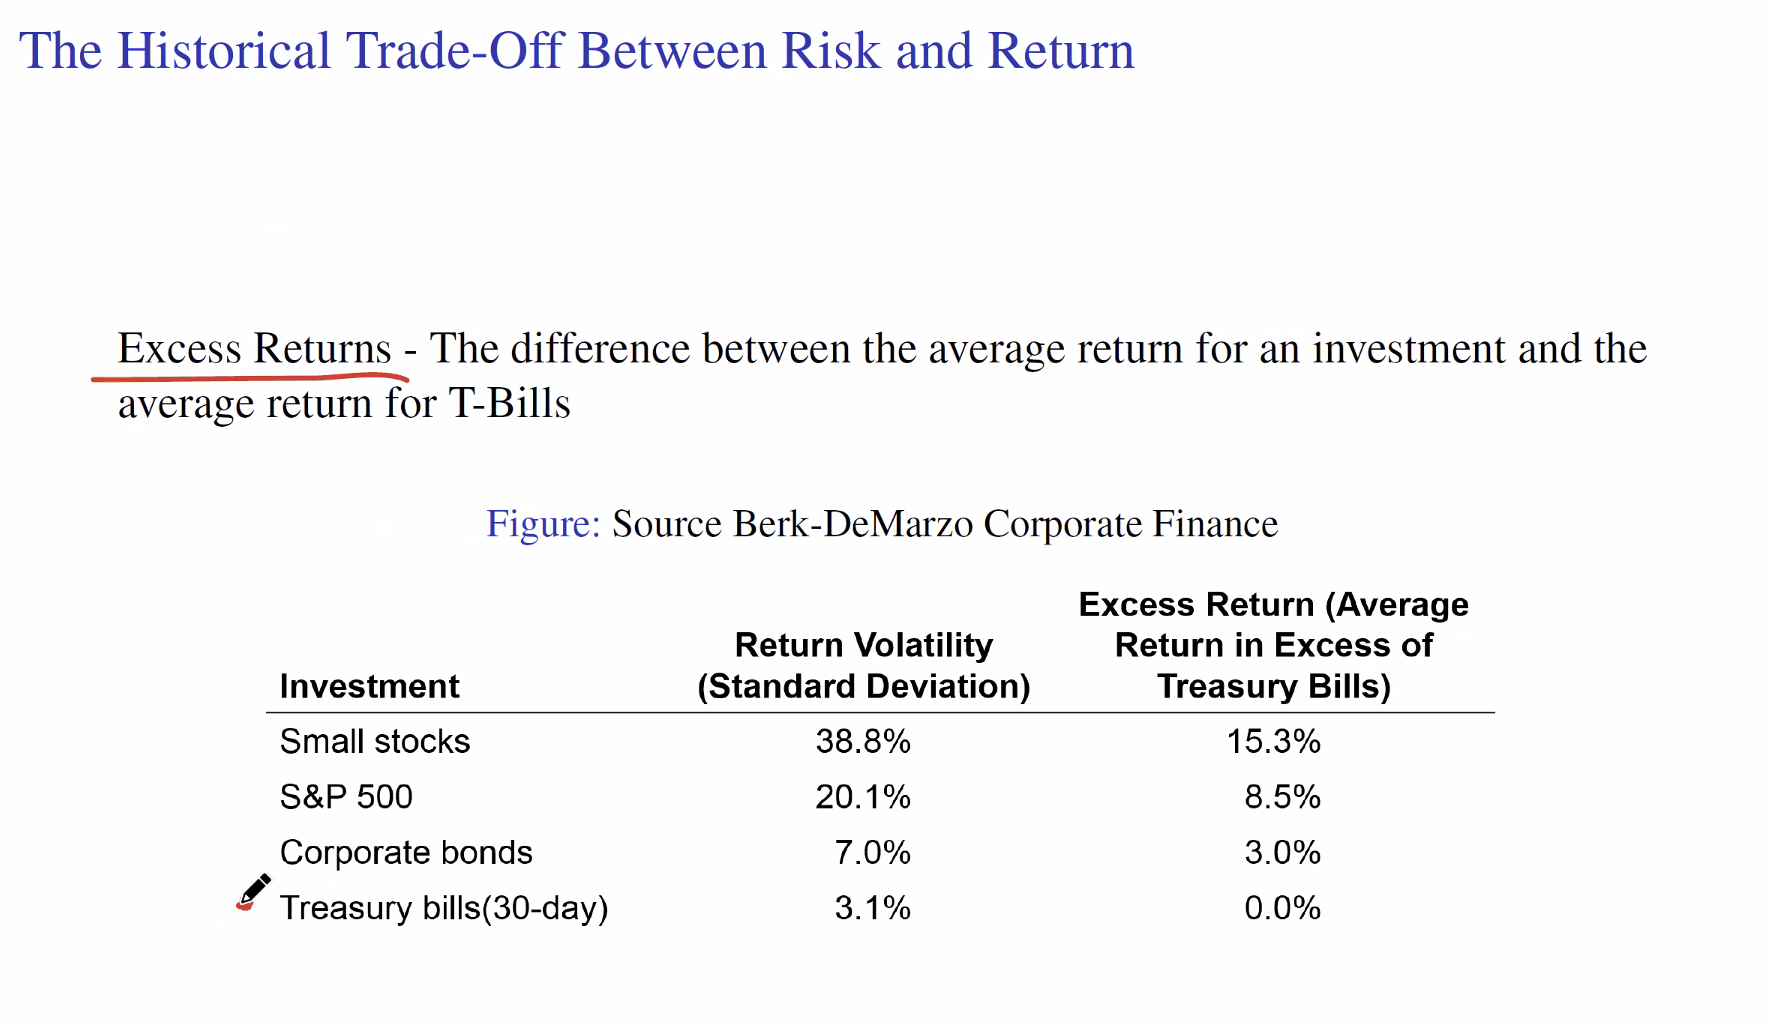 The Historical Trade-Off Between Risk and Return
Excess Returns - The difference between the average return for an investment and the
average return for T-Bills
Figure: Source Berk-DeMarzo Corporate Finance
Investment Return Volatility (Standard Deviation) Excess Return (Average Return in Excess of Treasury Bills)
Small stocks 38.8% 15.3%
S&P 500 20.1% 8.5%
Corporate bonds 7.0% 3.0%
Treasury bills(30-day) 3.1% 0.0%